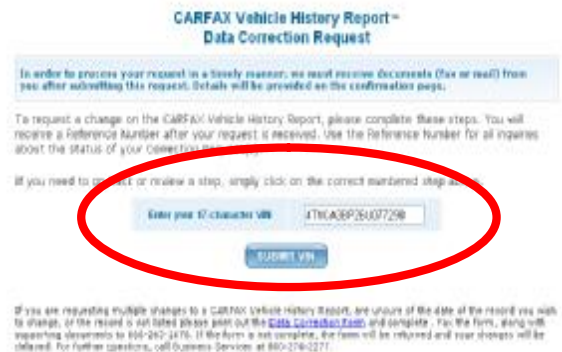 CARFAX Vehicle History Report™
Data Correction Request
In order to process your request in a timely manner, we must receive documents (fax or mail) from
you after submitting this request. Details will be provided on the confirmation page.
To request a change on the CARFAX Vehicle History Report, please complete these steps. You will
receive a Reference Number after your request is received. Use the Reference Number for all inquiries
about the status of your Correction
If you need to or review a step, simply click on the correct numbered step above.
Enter your 17 character VIN
SUBMIT VIN
If you are requesting multiple changes to a CARFAX Vehicle History Report, are unsure of the date of the record you wish
to change, or the record is not listed please print out the Data Correction Form and complete. Fax the form, along with
supporting documents to If the form is not complete, the form will be returned and your changes will be
delayed. For further questions, call Business Services at